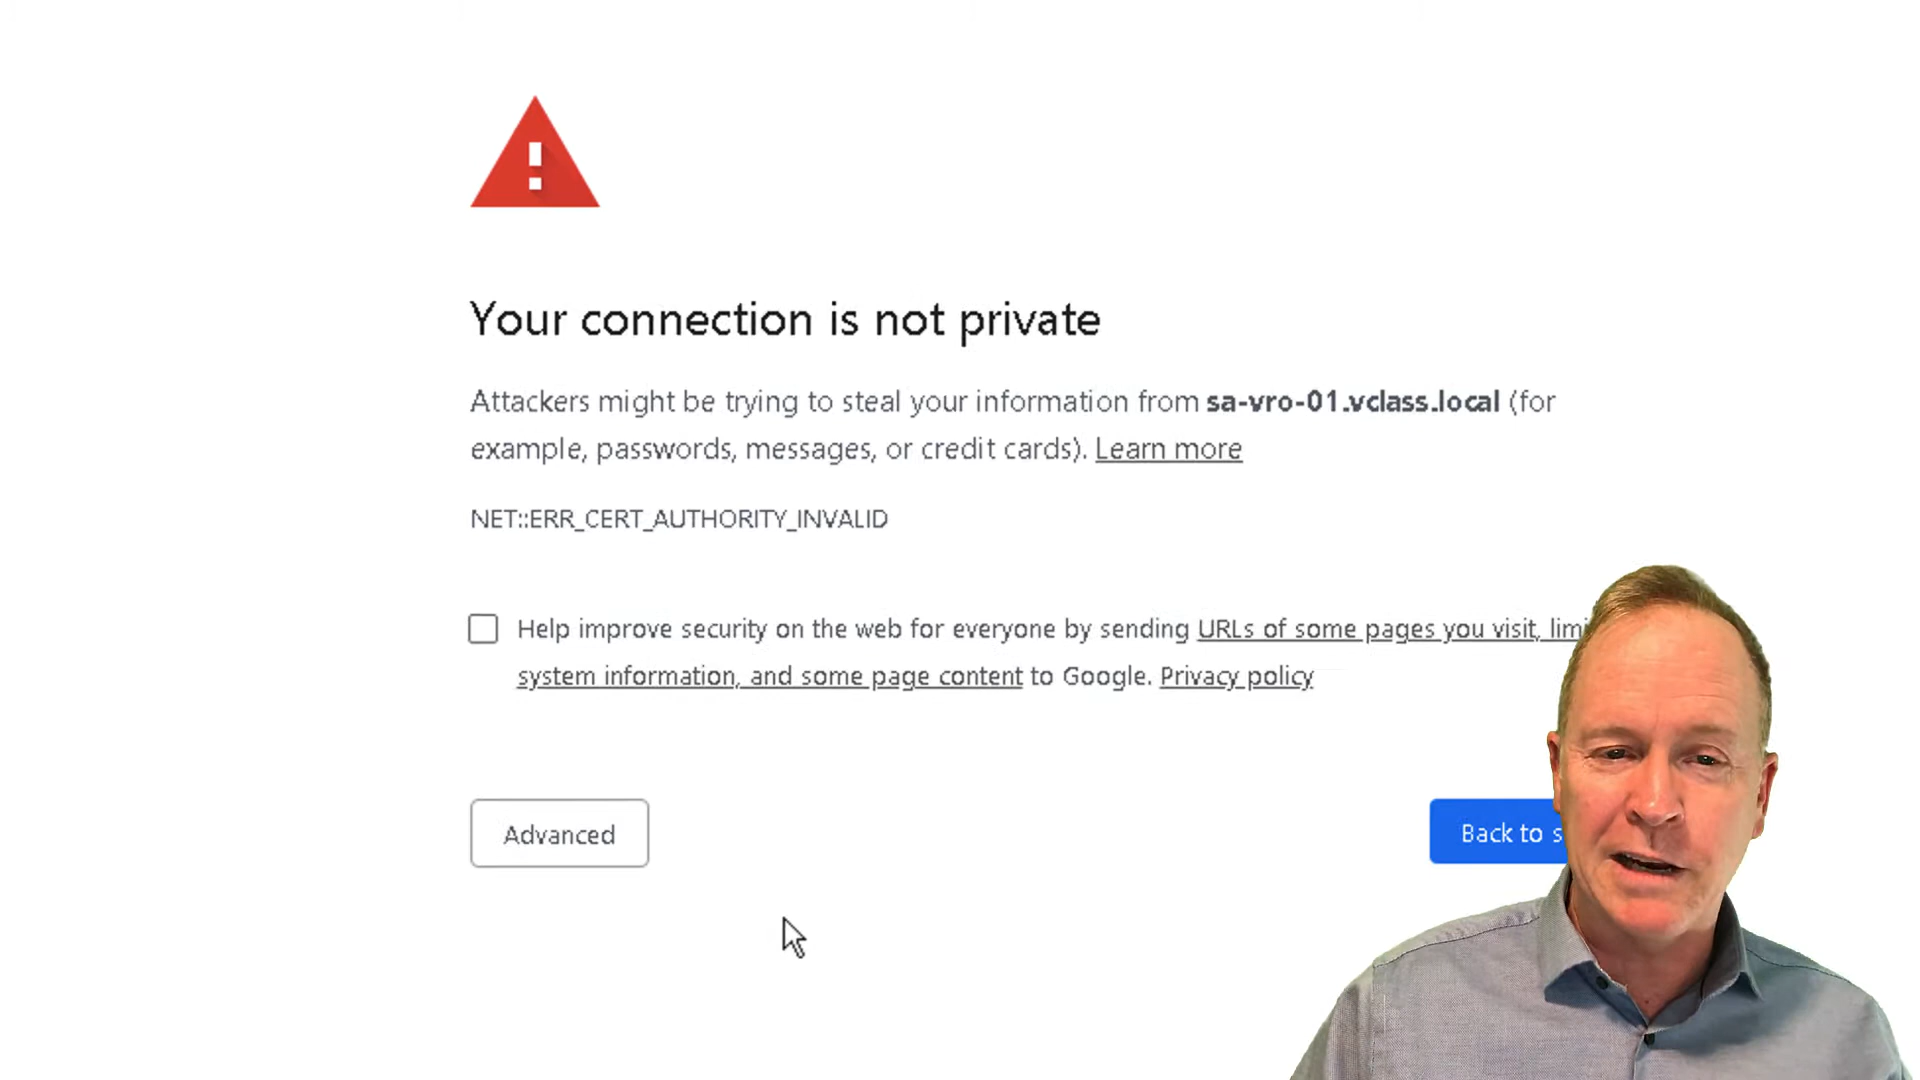 Your connection is not private
Attackers might be trying to steal your information from sa-vro-01.vclass.local (for
example, passwords, messages, or credit cards). Learn more
NET::ERR_CERT_AUTHORITY_INVALID
Help improve security on the web for everyone by sending URLs of some pages you visit,
system information, and some page content to Google. Privacy policy
Advanced
Back to